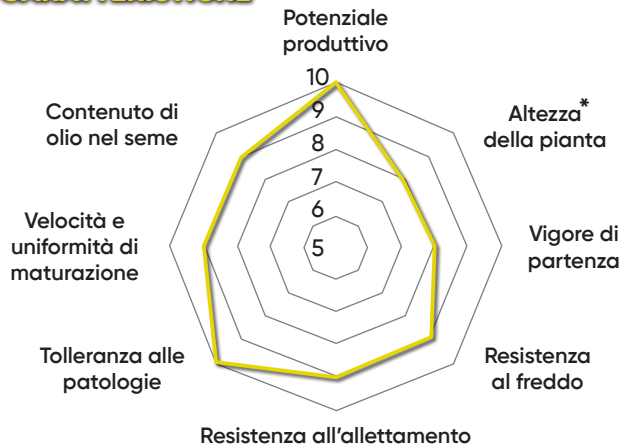 Potenziale
produttivo
10
9
8
7
6
5
Altezza*
della pianta
Vigore di
partenza
Resistenza
al freddo
Resistenza all'allettamento
Tolleranza alle
patologie
Velocità e
uniformità di
maturazione
Contenuto di
olio nel seme